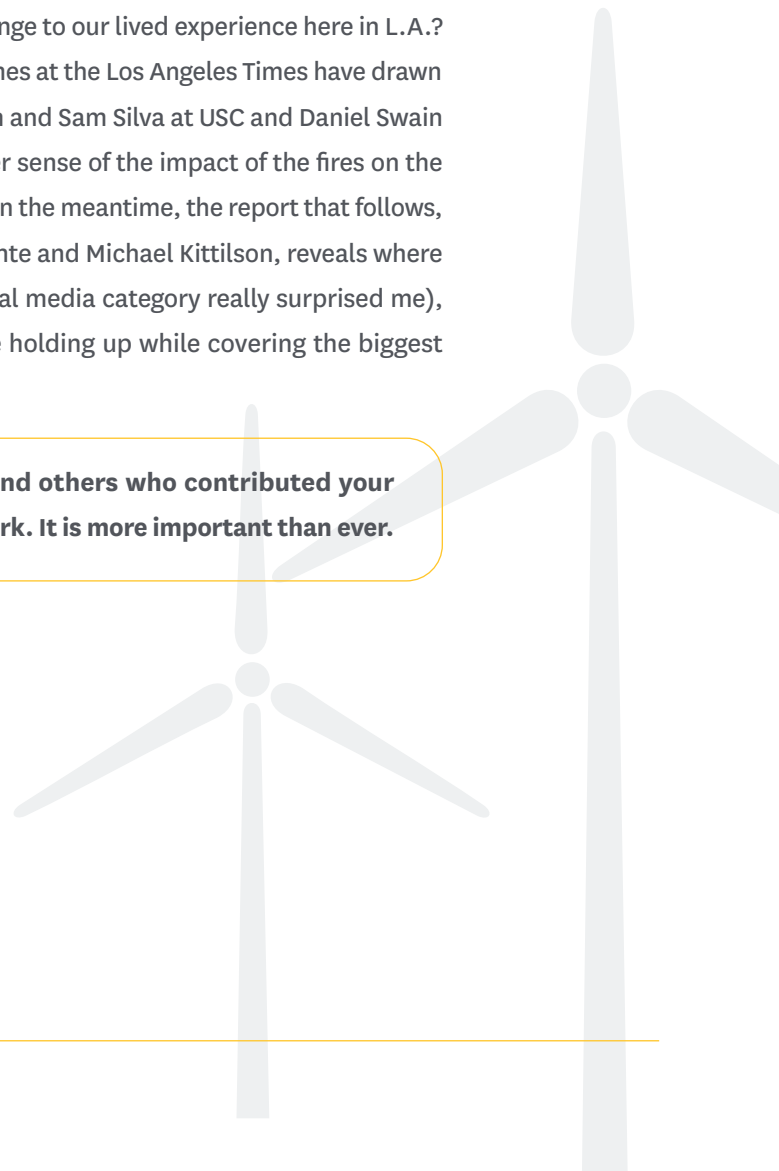 nge to our lived experience here in L.A.?
nes at the Los Angeles Times have drawn
and Sam Silva at USC and Daniel Swain
r sense of the impact of the fires on the
n the meantime, the report that follows,
nte and Michael Kittilson, reveals where
al media category really surprised me),
holding up while covering the biggest
nd others who contributed your
rk. It is more important than ever.